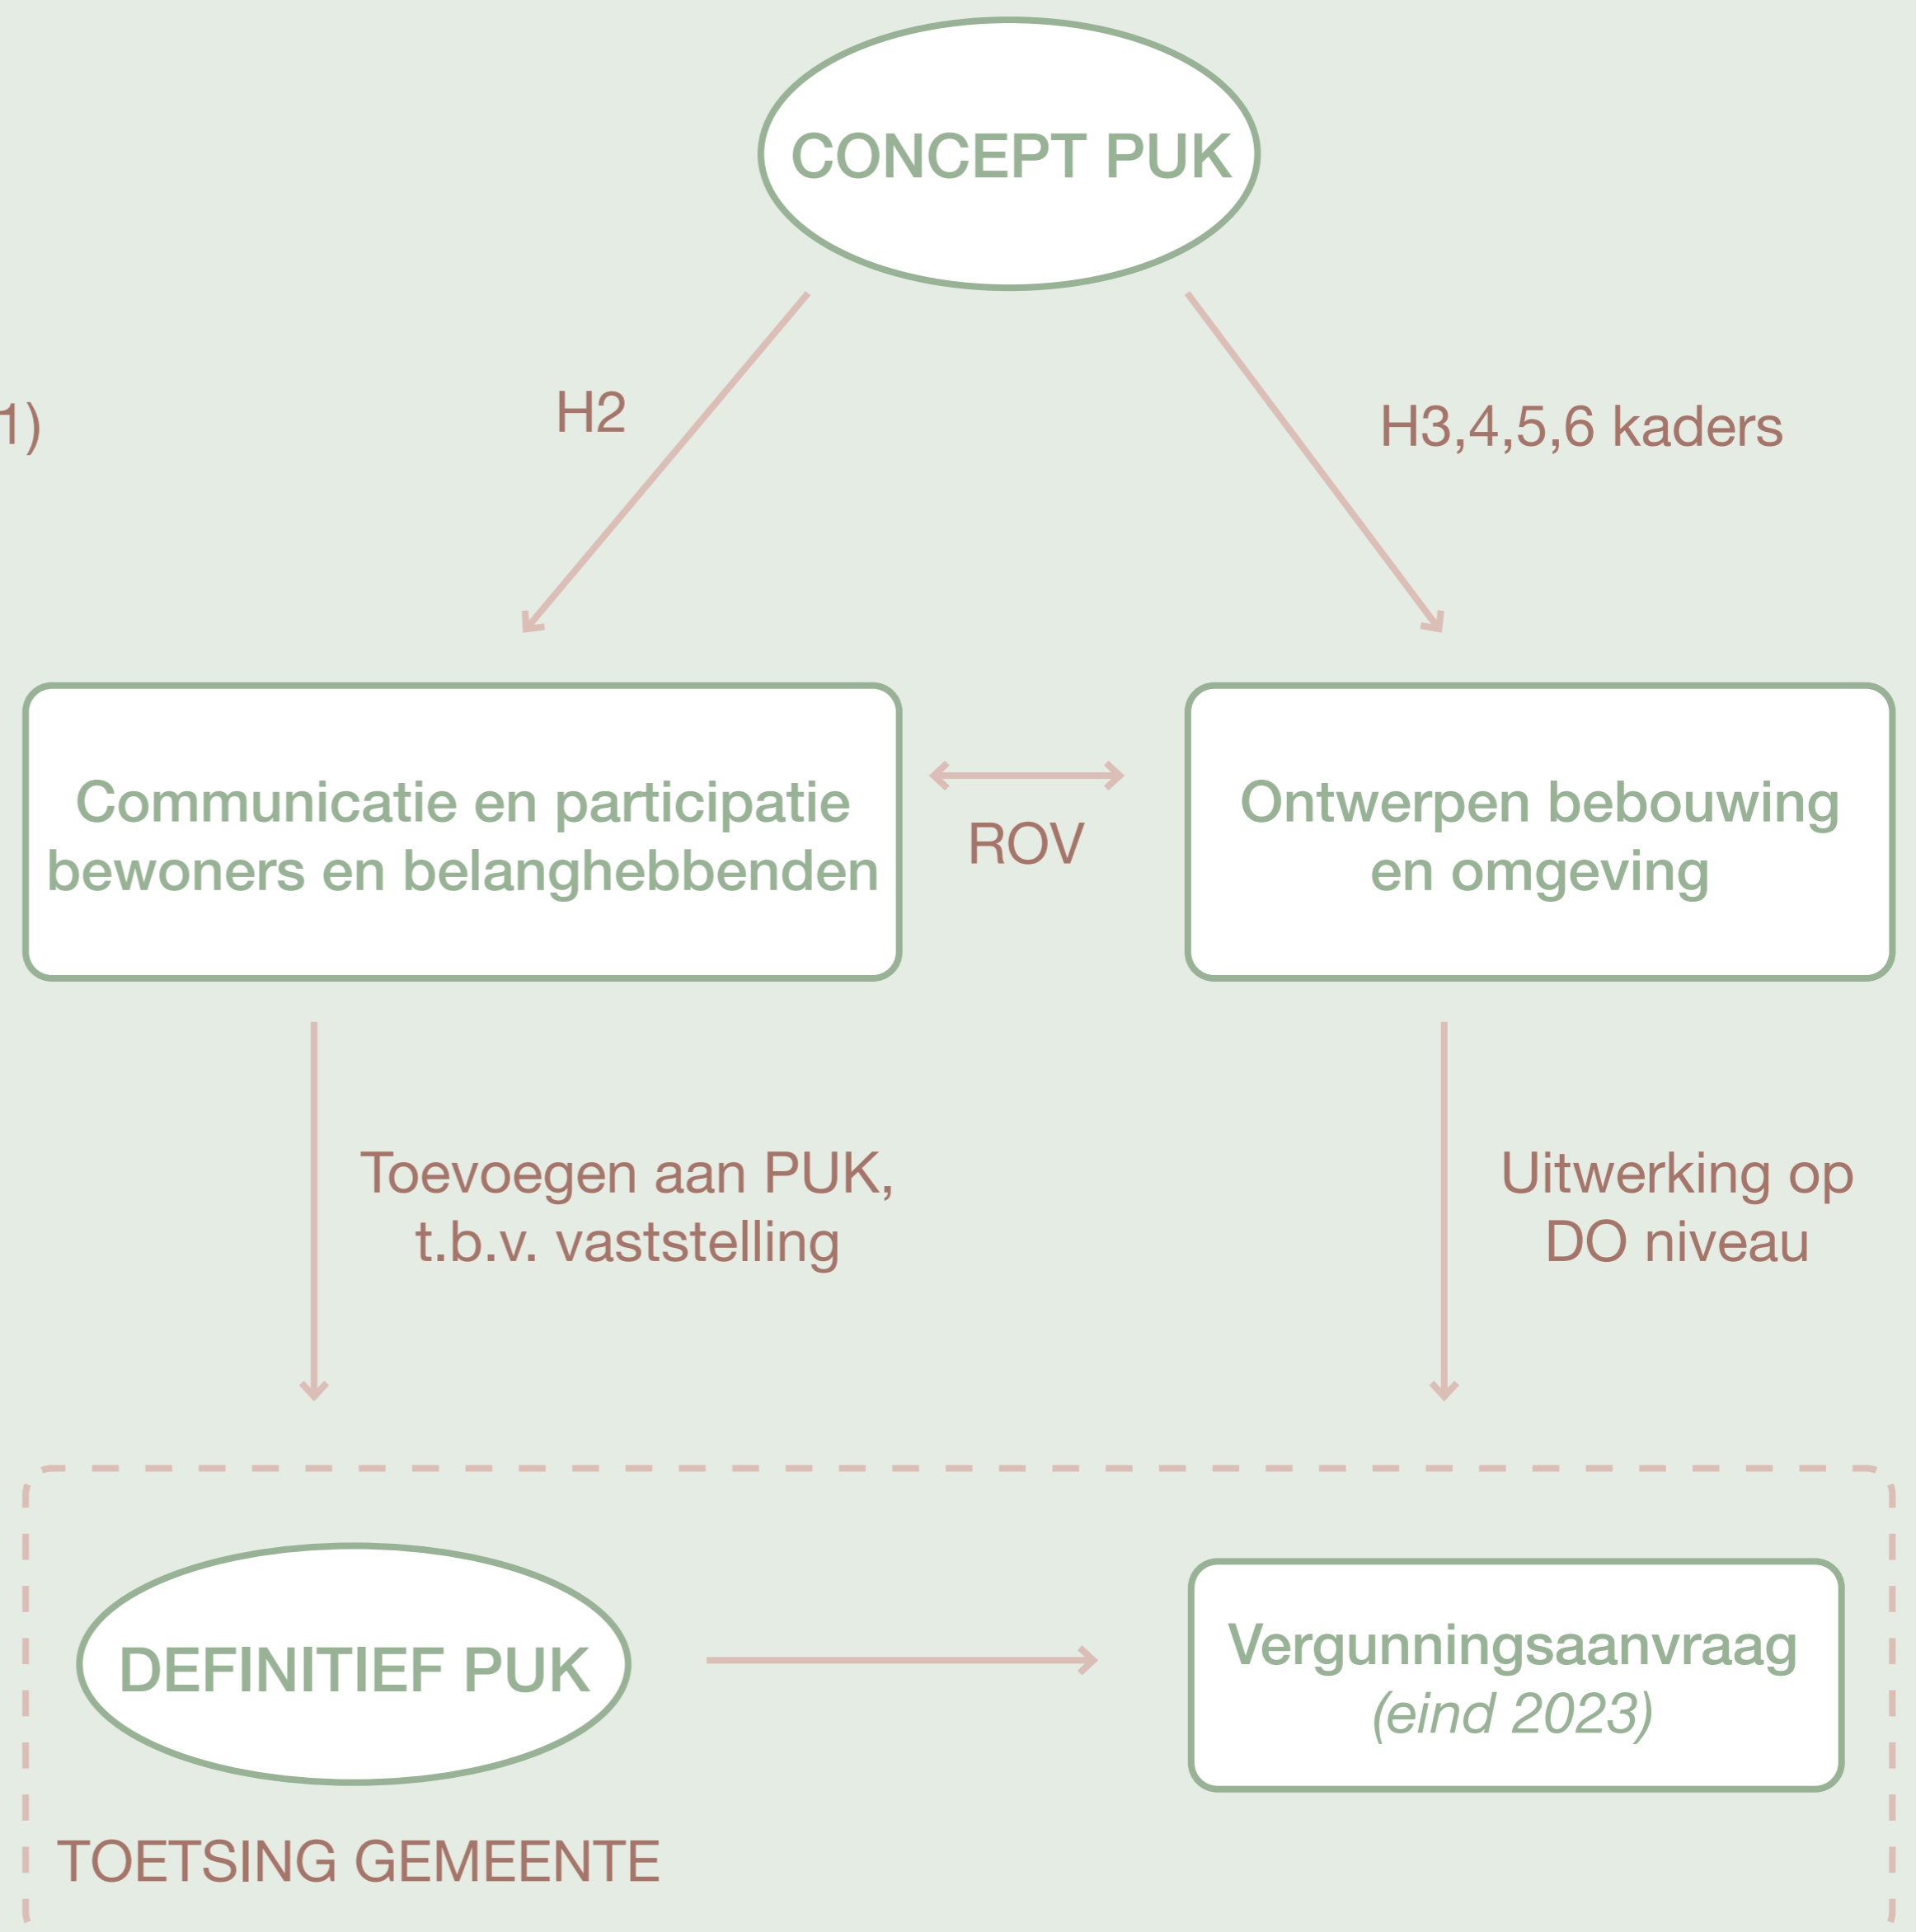 CONCEPT PUK
1)
H2
H3,4,5,6 kaders
Communicatie en participatie
bewoners en belanghebbenden
ROV
Ontwerpen bebouwing
en omgeving
Toevoegen aan PUK,
t.b.v. vaststelling
Uitwerking op
DO niveau
DEFINITIEF PUK
Vergunningsaanvraag
(eind 2023)
TOETSING GEMEENTE